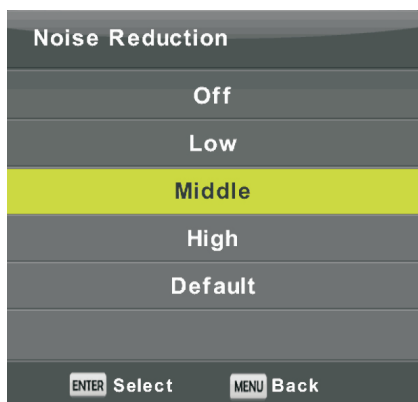 Noise Reduction
Off
Low
Middle
High
Default
ENTER Select MENU Back